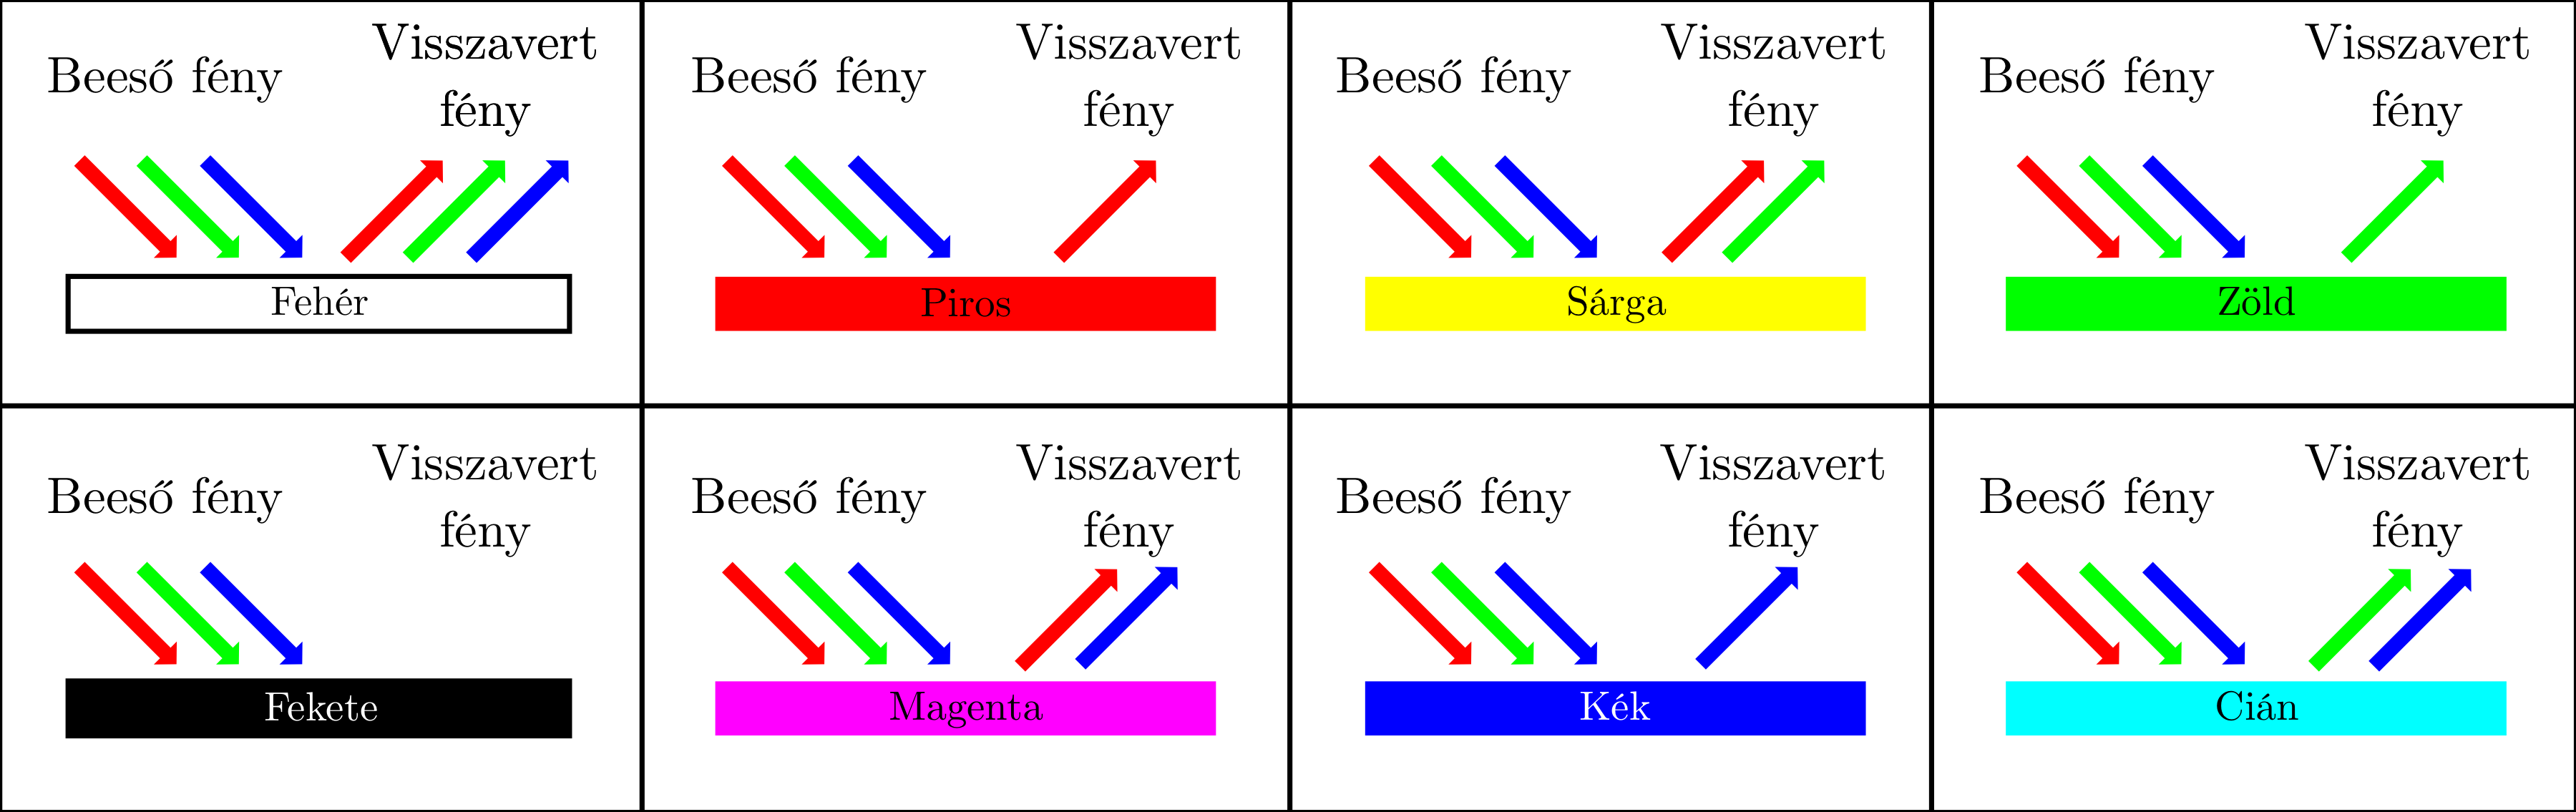 Beeső fény
Visszavert
fény
Fehér
Beeső fény
Visszavert
fény
Piros
Beeső fény
Visszavert
fény
Sárga
Beeső fény
Visszavert
fény
Zöld
Beeső fény
Visszavert
fény
Fekete
Beeső fény
Visszavert
fény
Magenta
Beeső fény
Visszavert
fény
Kék
Beeső fény
Visszavert
fény
Cián